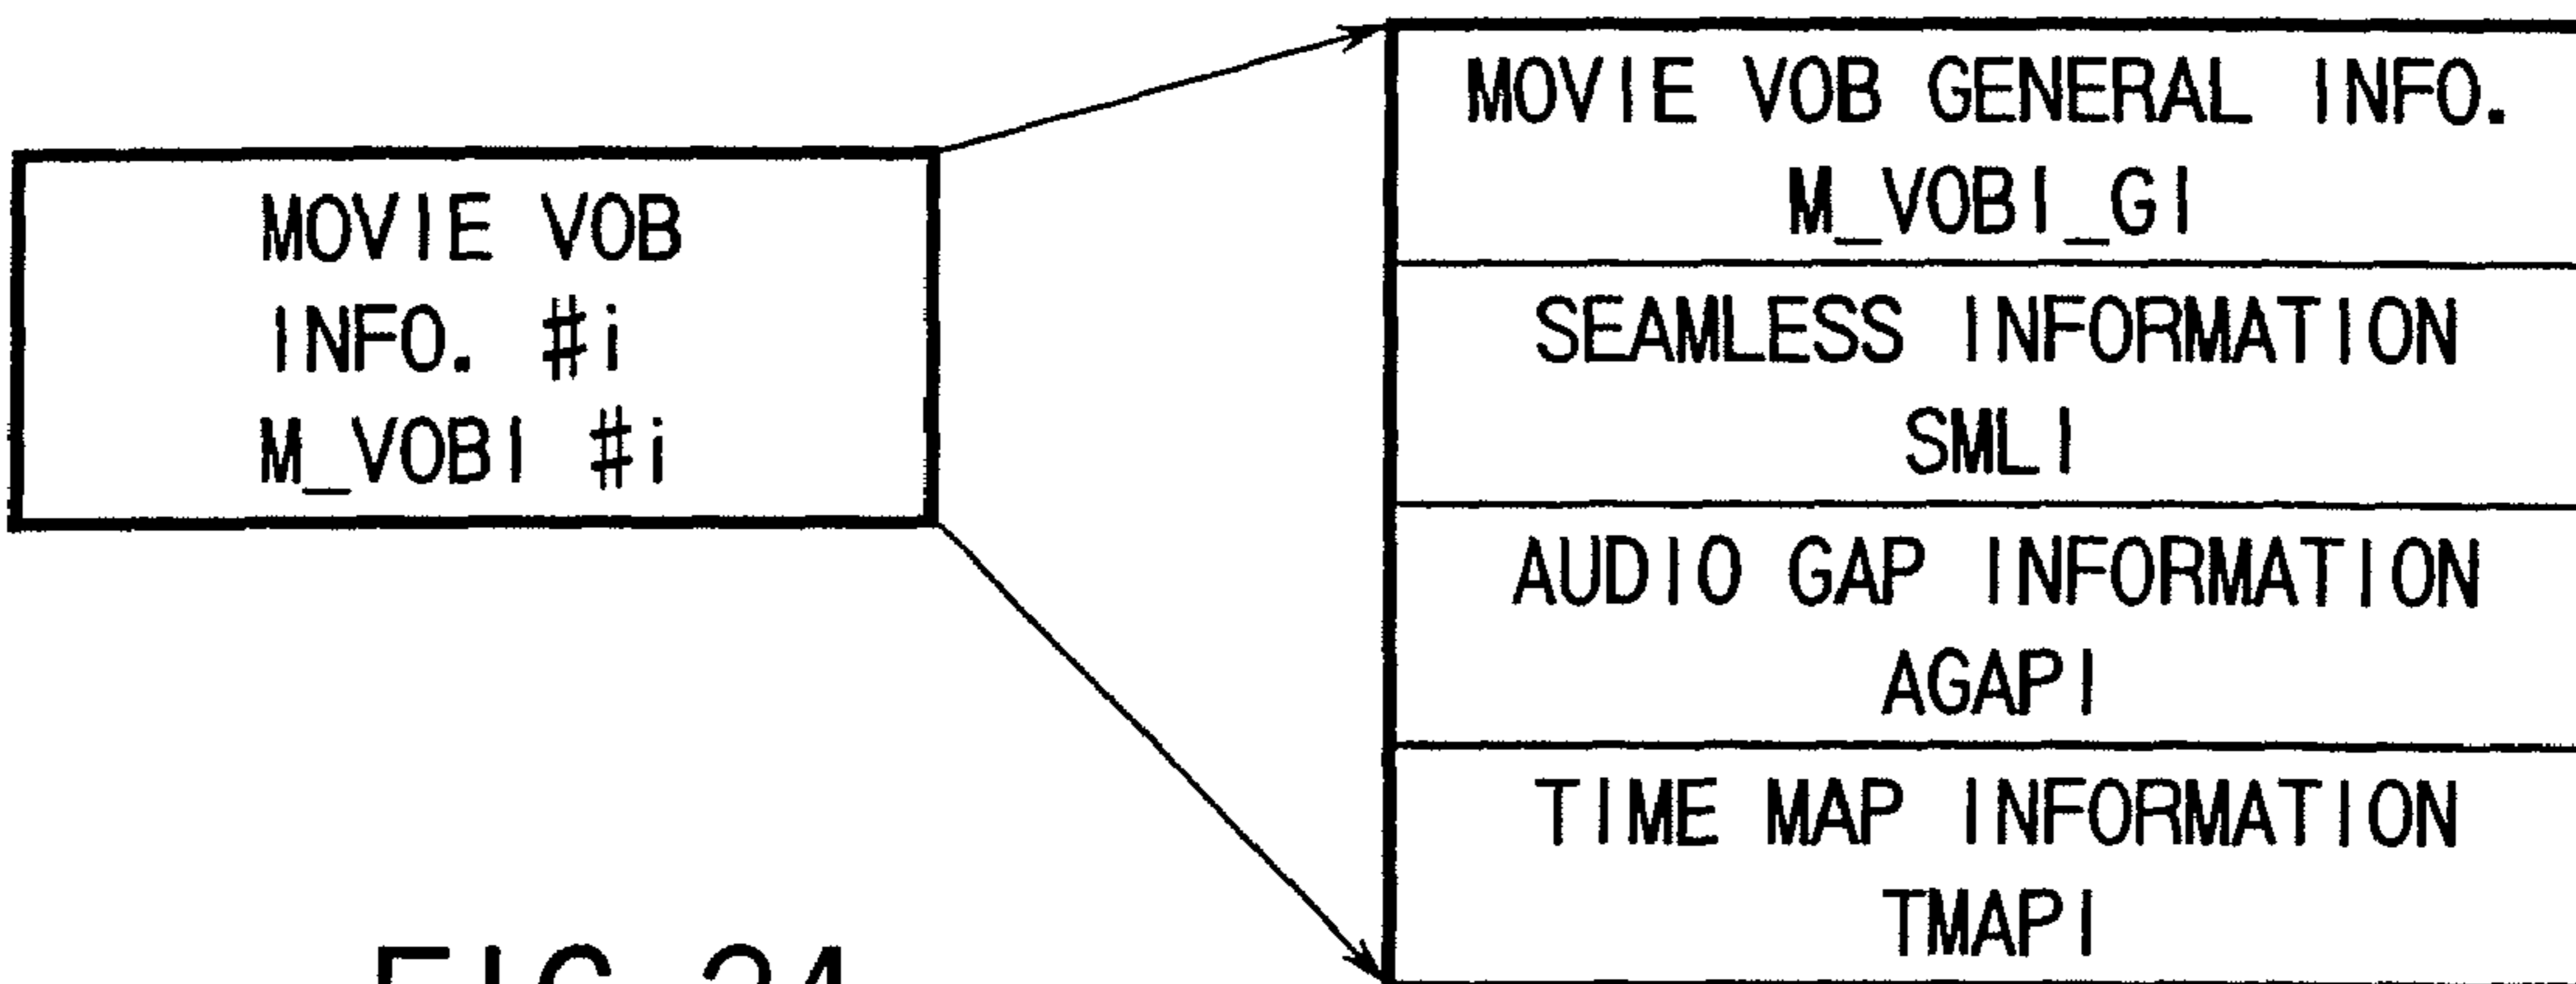 MOVIE VOB
INFO. #i
M_VOBI #i
MOVIE VOB GENERAL INFO.
M_VOBI_GI
SEAMLESS INFORMATION
SMLI
AUDIO GAP INFORMATION
AGAPI
TIME MAP INFORMATION
TMAPI